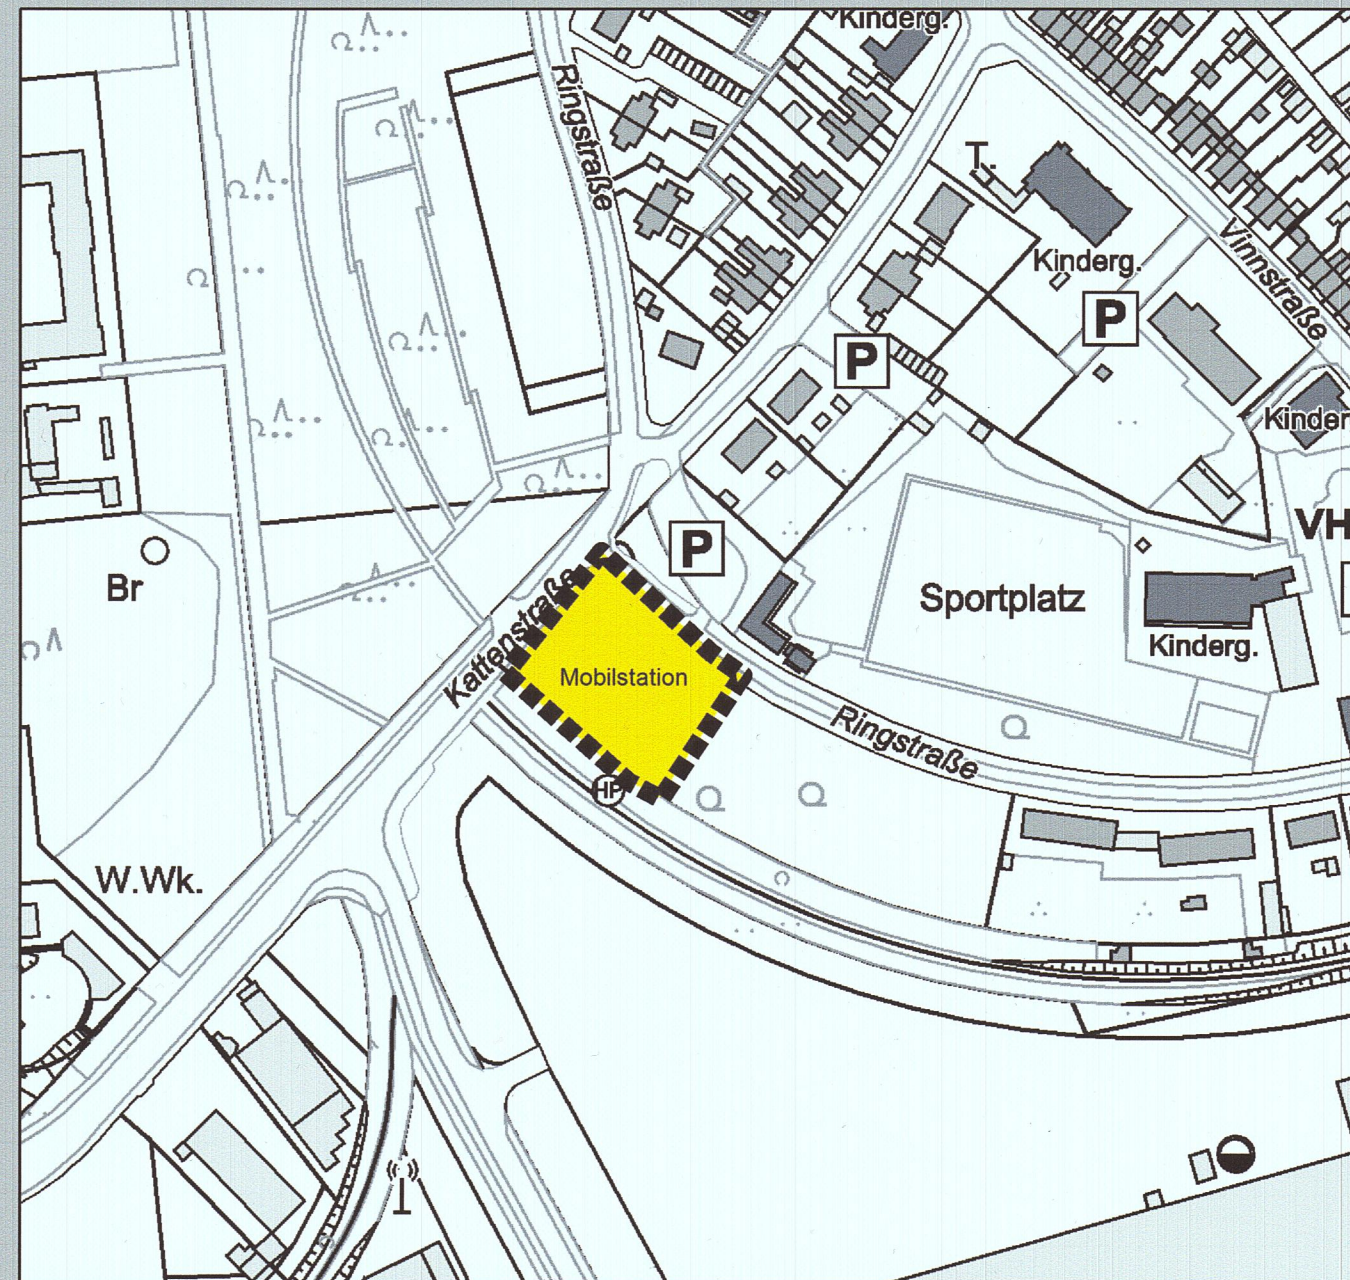 Kinderg.
Ringstraße
T.
Kinderg.
Vinnstraße
P
P
Kinder
VH
P
Br
Sportplatz
Kattenstraße
Kinderg.
Mobilstation
Ringstraße
HP
W.Wk.